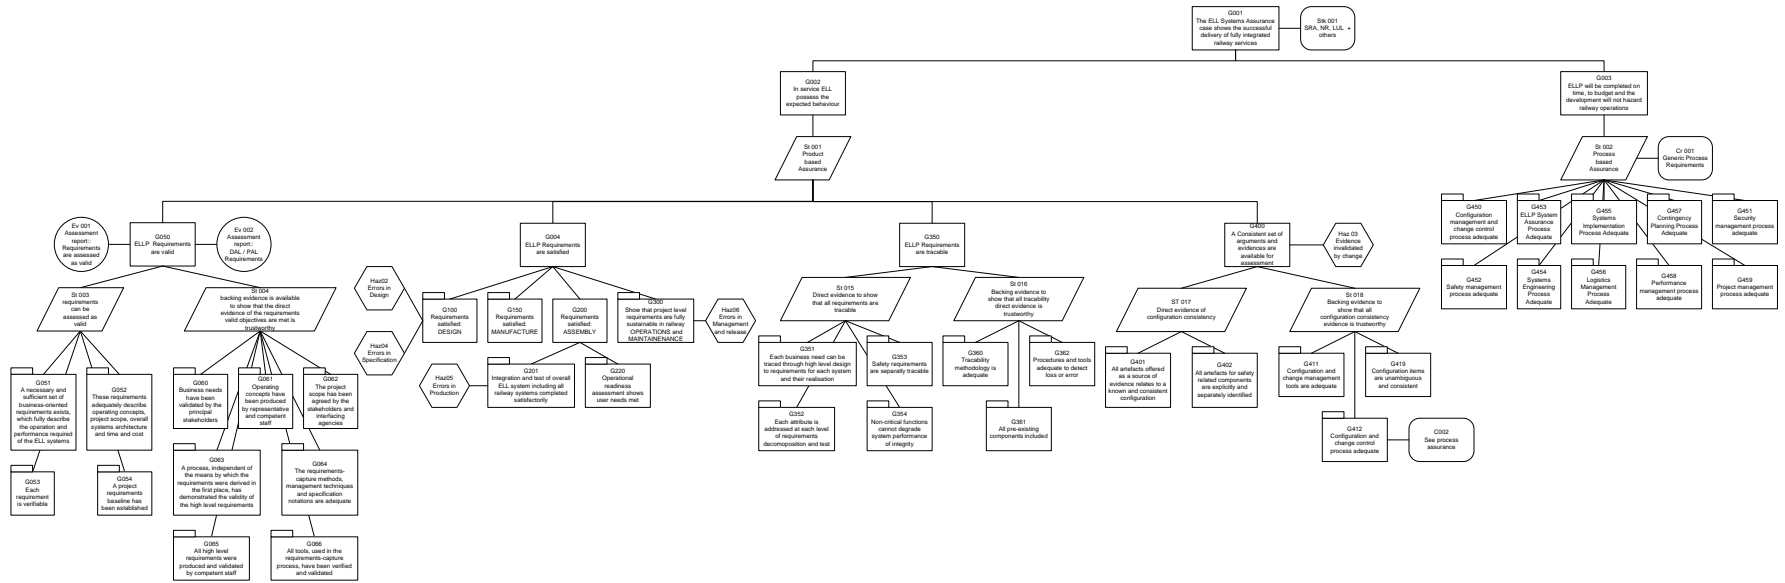 G001
The ELL Systems Assurance
case shows the successful
delivery of fully integrated
railway services
Stk 001
SRA, NR, LUL +
others
G002
In service ELL
possess the
expected behaviour
G003
ELLP will be completed on
time, to budget and the
development will not hazard
railway operations
St 001
Product
based
Assurance
St 002
Process
based
Assurance
Cr 001
Generic Process
Requirements
Ev 001
Assessment
report::
Requirements
are assessed
as valid
G050
ELLP Requirements
are valid
Ev 002
Assessment
report::
DAL / PAL
Requirements
G004
ELLP Requirements
are satisfied
G350
ELLP Requirements
are tracable
G400
A Consistent set of
arguments and
evidences are
available for
assessment
Haz 03
Evidence
invalidated
by change
G450
Configuration
management and
change control
process adequate
G453
ELLP System
Assurance
Process Adequate
G455
Systems
Implementation
Process Adequate
G457
Contingency
Planning Process
Adequate
G451
Security
management process
adequate
G452
Safety management
process adequate
G454
Systems
Engineering Process
Adequate
G456
Logistics
Management
Process
Adequate
G458
Performance
management process
adequate
G459
Project management
process adequate
St 003
requirements
can be
assessed as
valid
St 004
backing evidence is available
to show that the direct
evidence of the requirements
valid objectives are met is
trustworthy
Haz02
Errors in
Design
Haz04
Errors in
Specification
G100
Requirements
satisfied:
DESIGN
G150
Requirements
satisfied:
MANUFACTURE
G200
Requirements
satisfied:
ASSEMBLY
G300
Show that project level
requirements are fully
sustainable in railway
OPERATIONS and
MAINTAINENANCE
Haz06
Errors in
Management
and release
Haz05
Errors in
Production
G201
Integration and test of overall
ELL system including all
railway systems completed
satisfactorily
G220
Operational
readiness
assessment shows
user needs met
St 015
Direct evidence to show
that all requirements are
tracable
St 016
Backing evidence to
show that all tracability
direct evidence is
trustworthy
ST 017
Direct evidence of
configuration consistency
St 018
Backing evidence to
show that all
configuration consistency
evidence is trustworthy
G351
Each business need can be
traced through high level design
to requirements for each system
and their realisation
G353
Safety requirements
are separatly tracable
G352
Each attribute is
addressed at each level
of requirements
decomoposition and test
G354
Non-critical functions
cannot degrade
system performance
of integrity
G360
Tracability
methodology is
adequate
G362
Procedures and tools
adequate to detect
loss or error
G361
All pre-existing
components included
G401
All artefacts offered
as a source of
evidence relates to a
known and consistent
configuration
G402
All artefacts for safety
related components
are explicitly and
separately identified
G411
Configuration and
change management
tools are adequate
G419
Configuration items
are unambiguous
and consistent
G412
Configuration and
change control
process adequate
C002
See process
assurance
G051
A necessary and
sufficient set of
business-oriented
requirements exists,
which fully describe
the operation and
performance required
of the ELL systems
G052
These requirements
adequately describe
operating concepts,
project scope, overall
systems architecture
and time and cost
G053
Each
requirement
is verifiable
G054
A project
requirements
baseline has
been established
G060
Business needs
have been
validated by the
principal
stakeholders
G061
Operating
concepts have
been produced
by representative
and competent
staff
G062
The project
scope has been
agreed by the
stakeholders and
interfacing
agencies
G063
A process, independent of
the means by which the
requirements were derived in
the first place, has
demonstrated the validity of
the high level requirements
G064
The requirements-
capture methods,
management techniques
and specification
notations are adequate
G065
All high level
requirements were
produced and validated
by competent staff
G066
All tools, used in the
requirements-capture
process, have been verified
and validated